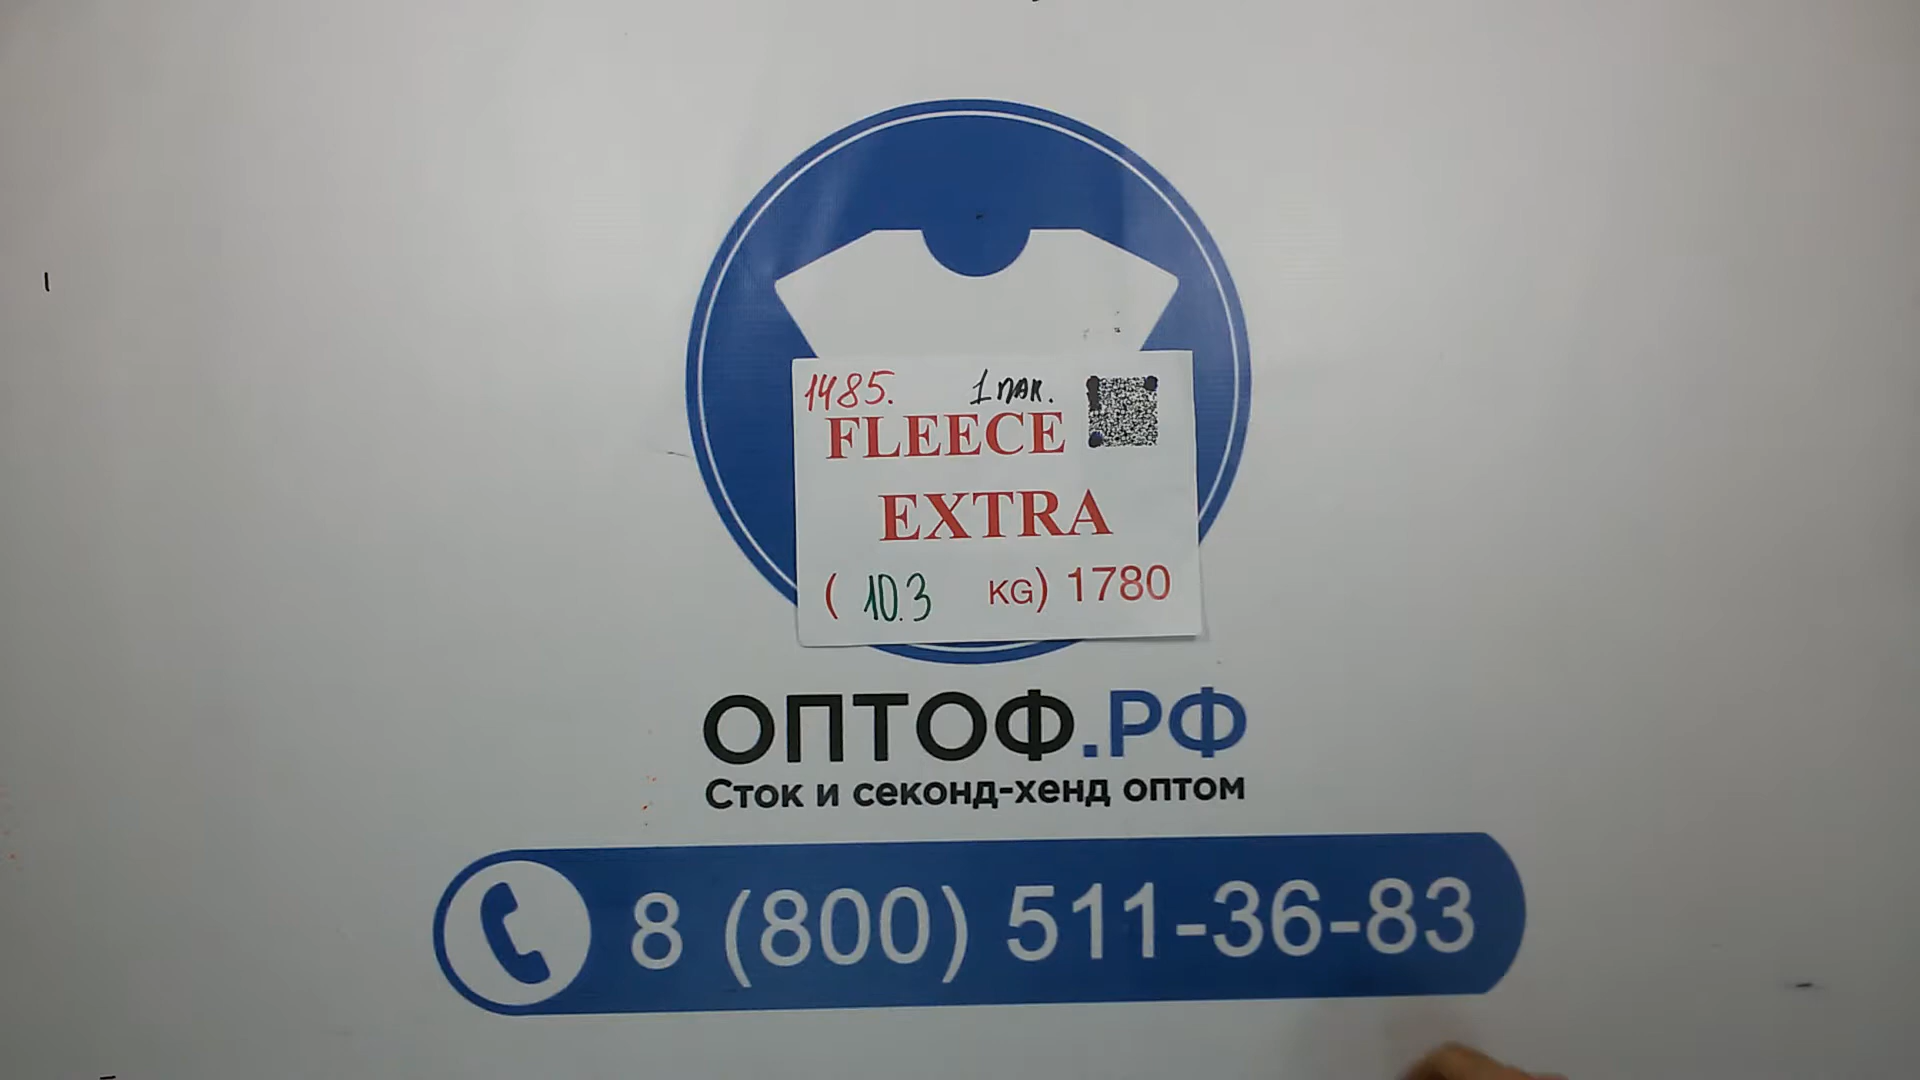 1485. 1 пак.
FLEECE
EXTRA
( 10.3 KG) 1780
ОПТОФ.РФ
Сток и секонд-хенд оптом
8 (800) 511-36-83